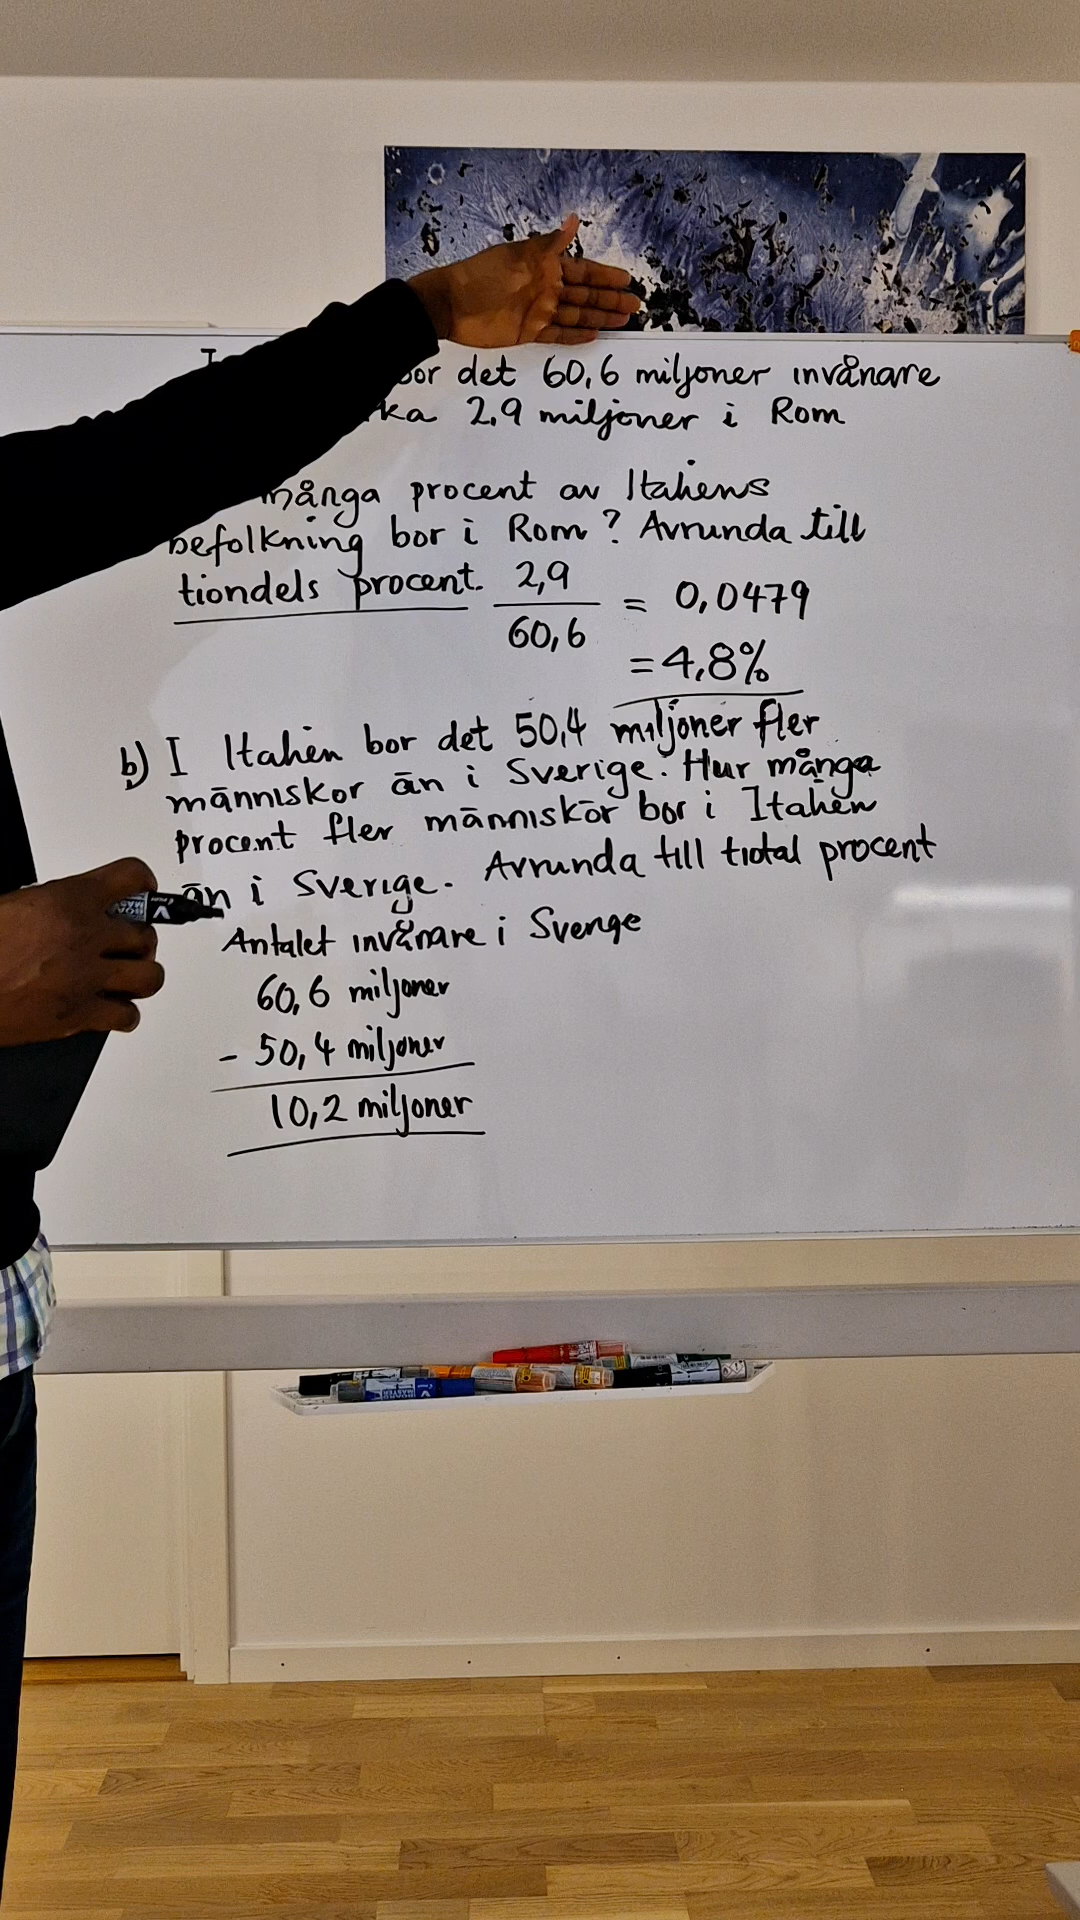 bor det 60,6 miljoner invånare
2,9 miljoner i Rom
många procent av Italiens
befolkning bor i Rom? Avrunda till
tiondels procent. 2,9
60,6
= 0,0479
= 4,8%
b) I Italien bor det 50,4 miljoner fler
människor än i Sverige. Hur många
procent fler människor bor i Italien
än i Sverige. Avrunda till tiotal procent
Antalet invånare i Sverige
60,6 miljoner
- 50,4 miljoner
10,2 miljoner